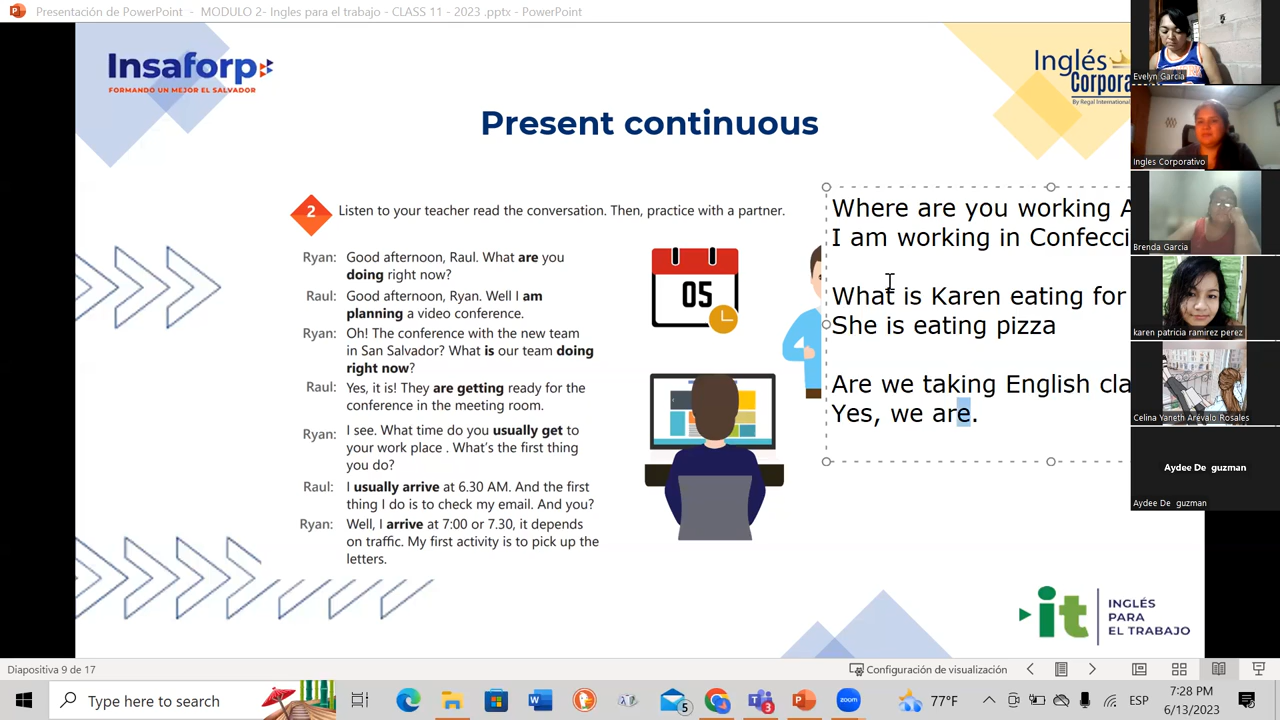 Presentación de PowerPoint - MODULO 2- Ingles para el trabajo - CLASS 11 - 2023 .pptx - PowerPoint
Insaforp
FORMANDO UN MEJOR EL SALVADOR
Inglés
Corpora
By Regal International
Present continuous
2
Listen to your teacher read the conversation. Then, practice with a partner.
Ryan: Good afternoon, Raul. What are you
doing right now?
Raul: Good afternoon, Ryan. Well I am
planning a video conference.
Ryan: Oh! The conference with the new team
in San Salvador? What is our team doing
right now?
Raul: Yes, it is! They are getting ready for the
conference in the meeting room.
Ryan: I see. What time do you usually get to
your work place . What's the first thing
you do?
Raul: I usually arrive at 6.30 AM. And the first
thing I do is to check my email. And you?
Ryan: Well, I arrive at 7:00 or 7.30, it depends
on traffic. My first activity is to pick up the
letters.
05
Where are you working A
I am working in Confecci
What is Karen eating for
She is eating pizza
Are we taking English cla
Yes, we are.
Evelyn García
Ingles Corporativo
Brenda Garcia
karen patricia ramirez perez
Celina Yaneth Arévalo Rosales
Aydee De guzman
Aydee De guzman
it
INGLÉS
PARA
EL TRABAJO
Diapositiva 9 de 17
Configuración de visualización
Type here to search
5
3
77°F
ESP
7:28 PM
6/13/2023